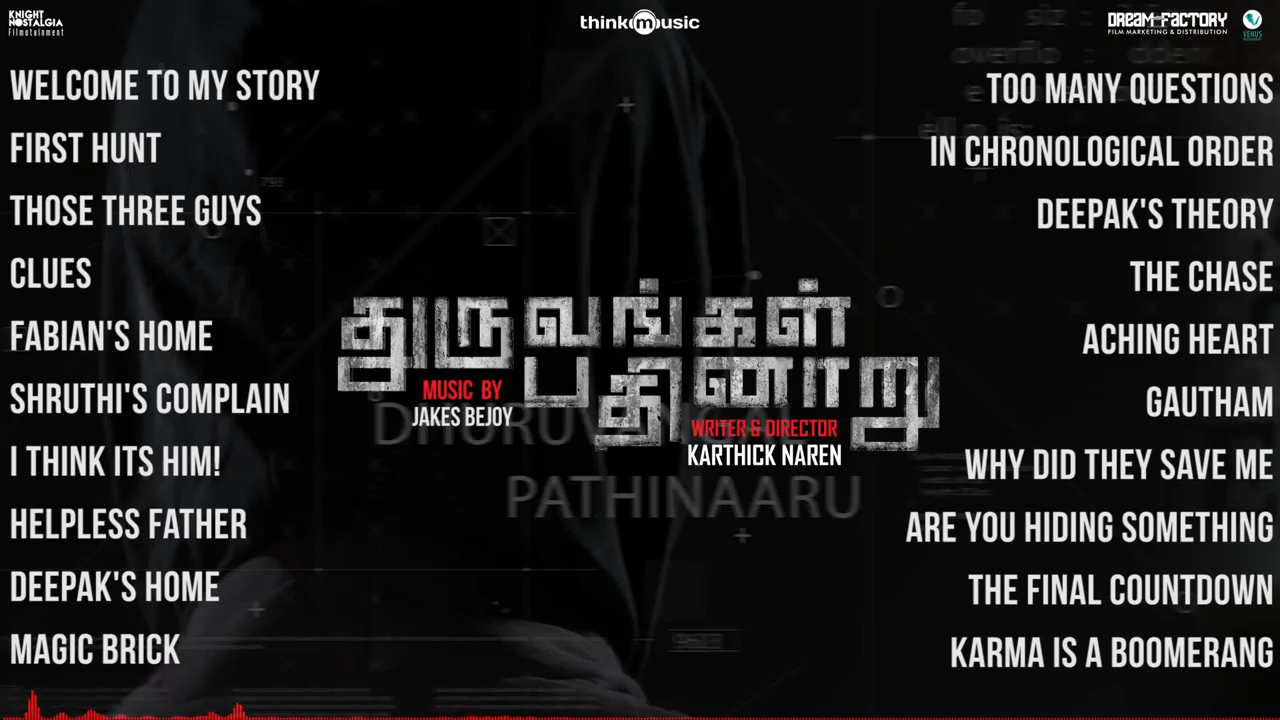 KNIGHT
NOSTALGIA
Filmotainment
thinkmusic
DREAM FACTORY
FILM MARKETING & DISTRIBUTION
VENUS
WELCOME TO MY STORY
FIRST HUNT
THOSE THREE GUYS
CLUES
FABIAN'S HOME
SHRUTHI'S COMPLAIN
I THINK ITS HIM!
HELPLESS FATHER
DEEPAK'S HOME
MAGIC BRICK
துருவங்கள்
பதினாறு
MUSIC BY
JAKES BEJOY
WRITER & DIRECTOR
KARTHICK NAREN
DHURUVANGAL
PATHINAARU
TOO MANY QUESTIONS
IN CHRONOLOGICAL ORDER
DEEPAK'S THEORY
THE CHASE
ACHING HEART
GAUTHAM
WHY DID THEY SAVE ME
ARE YOU HIDING SOMETHING
THE FINAL COUNTDOWN
KARMA IS A BOOMERANG